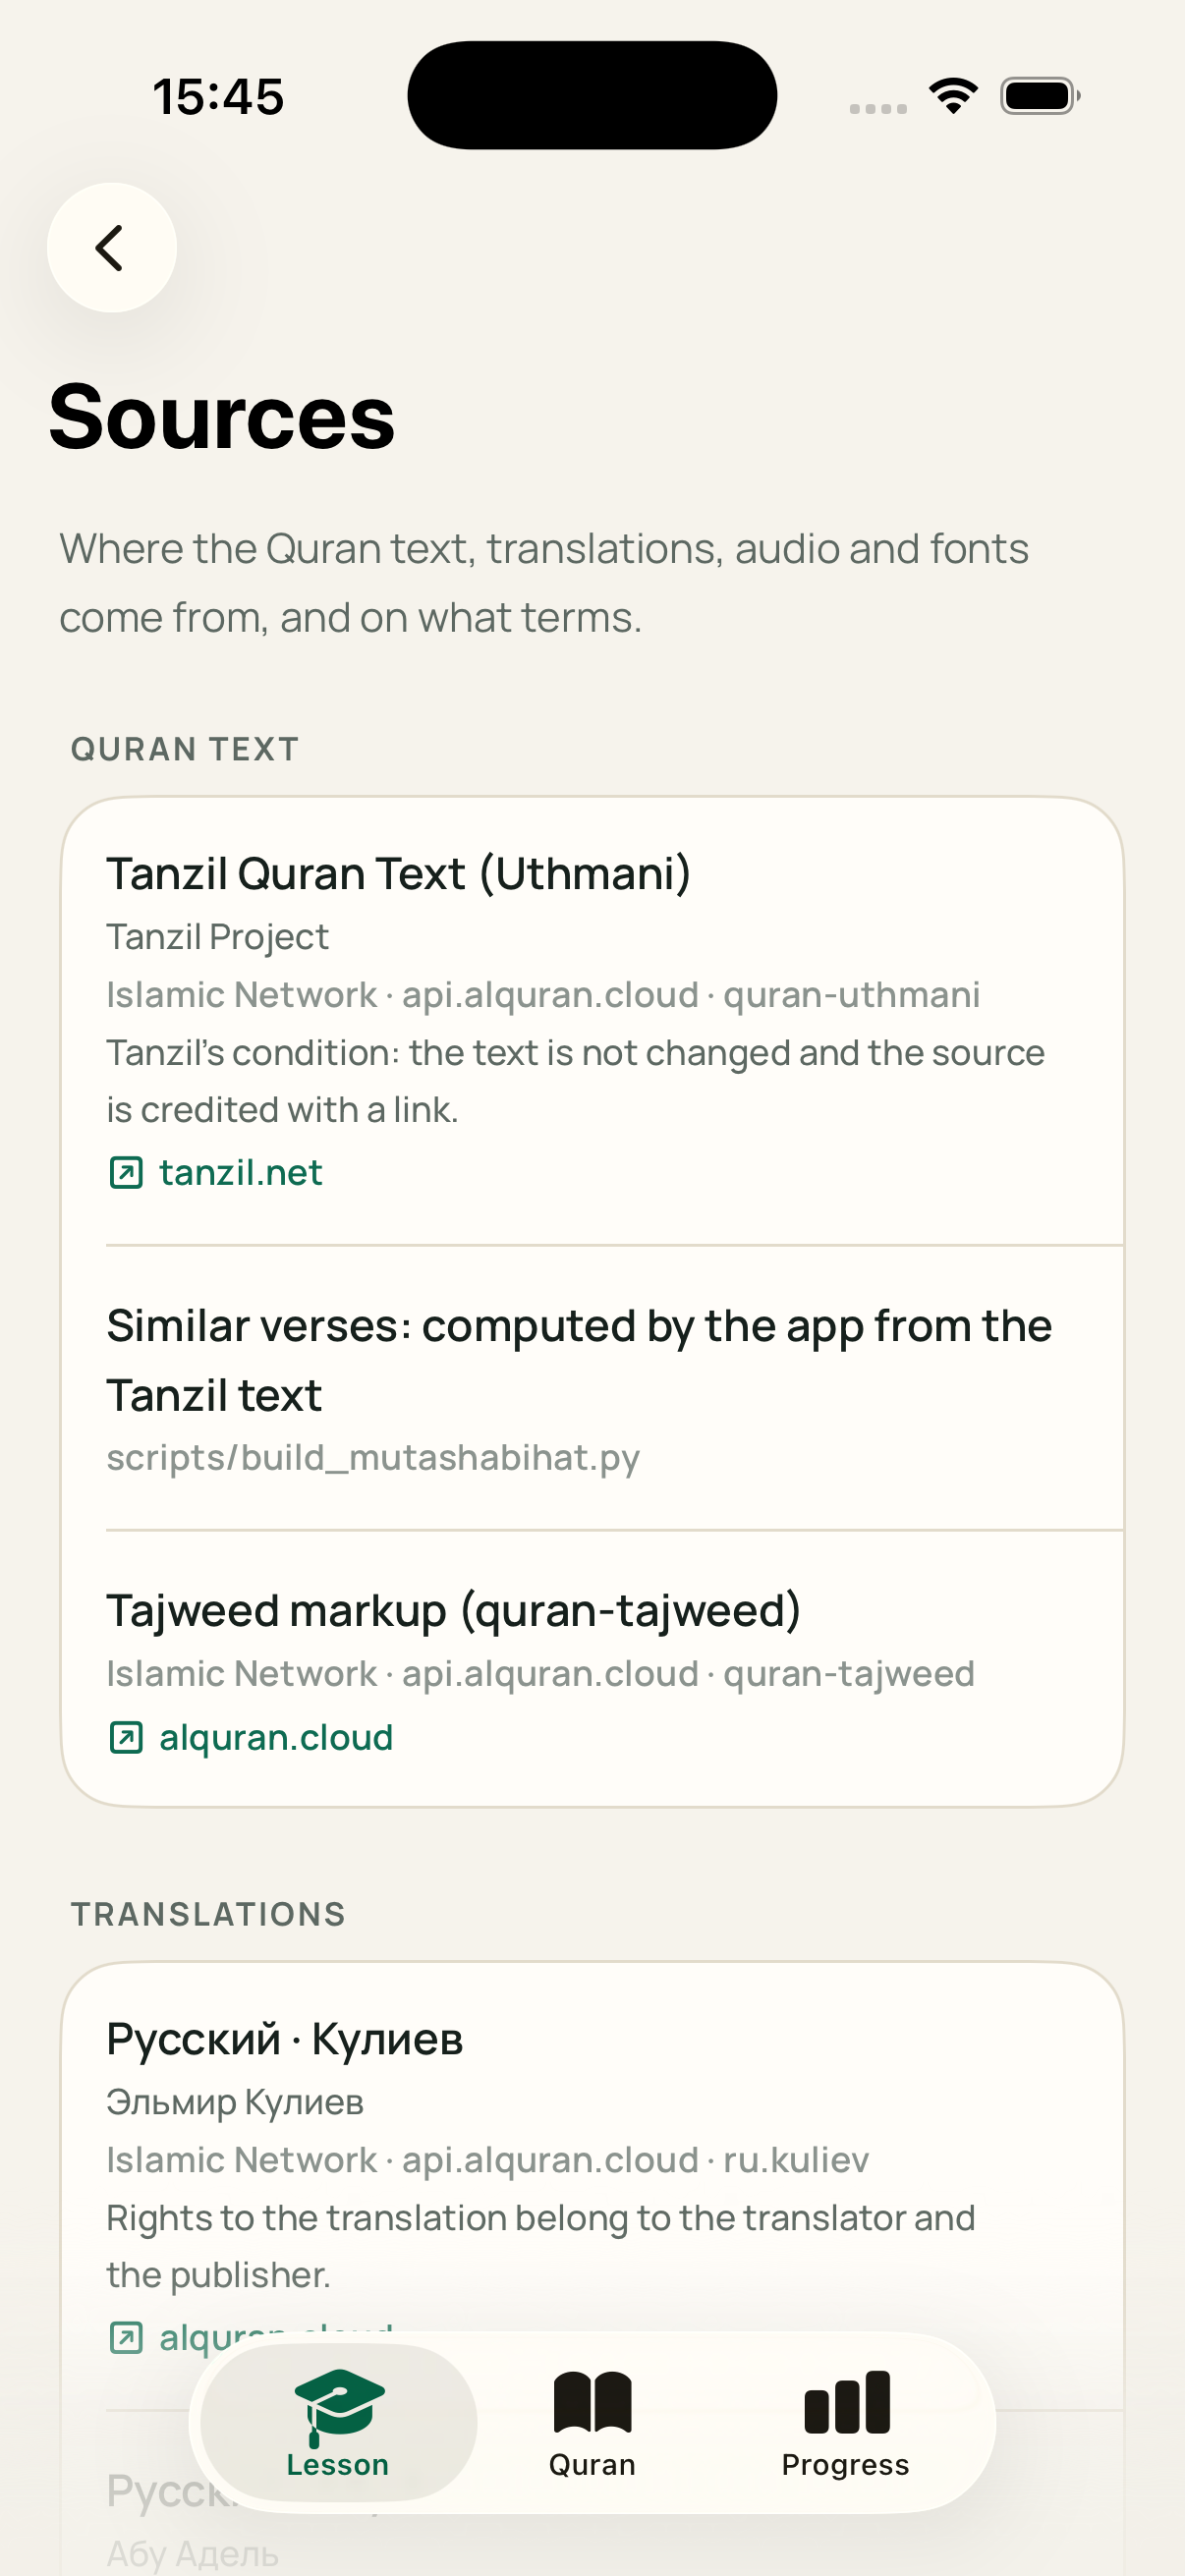 15:45
Sources
Where the Quran text, translations, audio and fonts
come from, and on what terms.
QURAN TEXT
Tanzil Quran Text (Uthmani)
Tanzil Project
Islamic Network · api.alquran.cloud · quran-uthmani
Tanzil’s condition: the text is not changed and the source
is credited with a link.
tanzil.net
Similar verses: computed by the app from the
Tanzil text
scripts/build_mutashabihat.py
Tajweed markup (quran-tajweed)
Islamic Network · api.alquran.cloud · quran-tajweed
alquran.cloud
TRANSLATIONS
Русский · Кулиев
Эльмир Кулиев
Islamic Network · api.alquran.cloud · ru.kuliev
Rights to the translation belong to the translator and
the publisher.
alquran.cloud
Абу Адель
Lesson
Quran
Progress